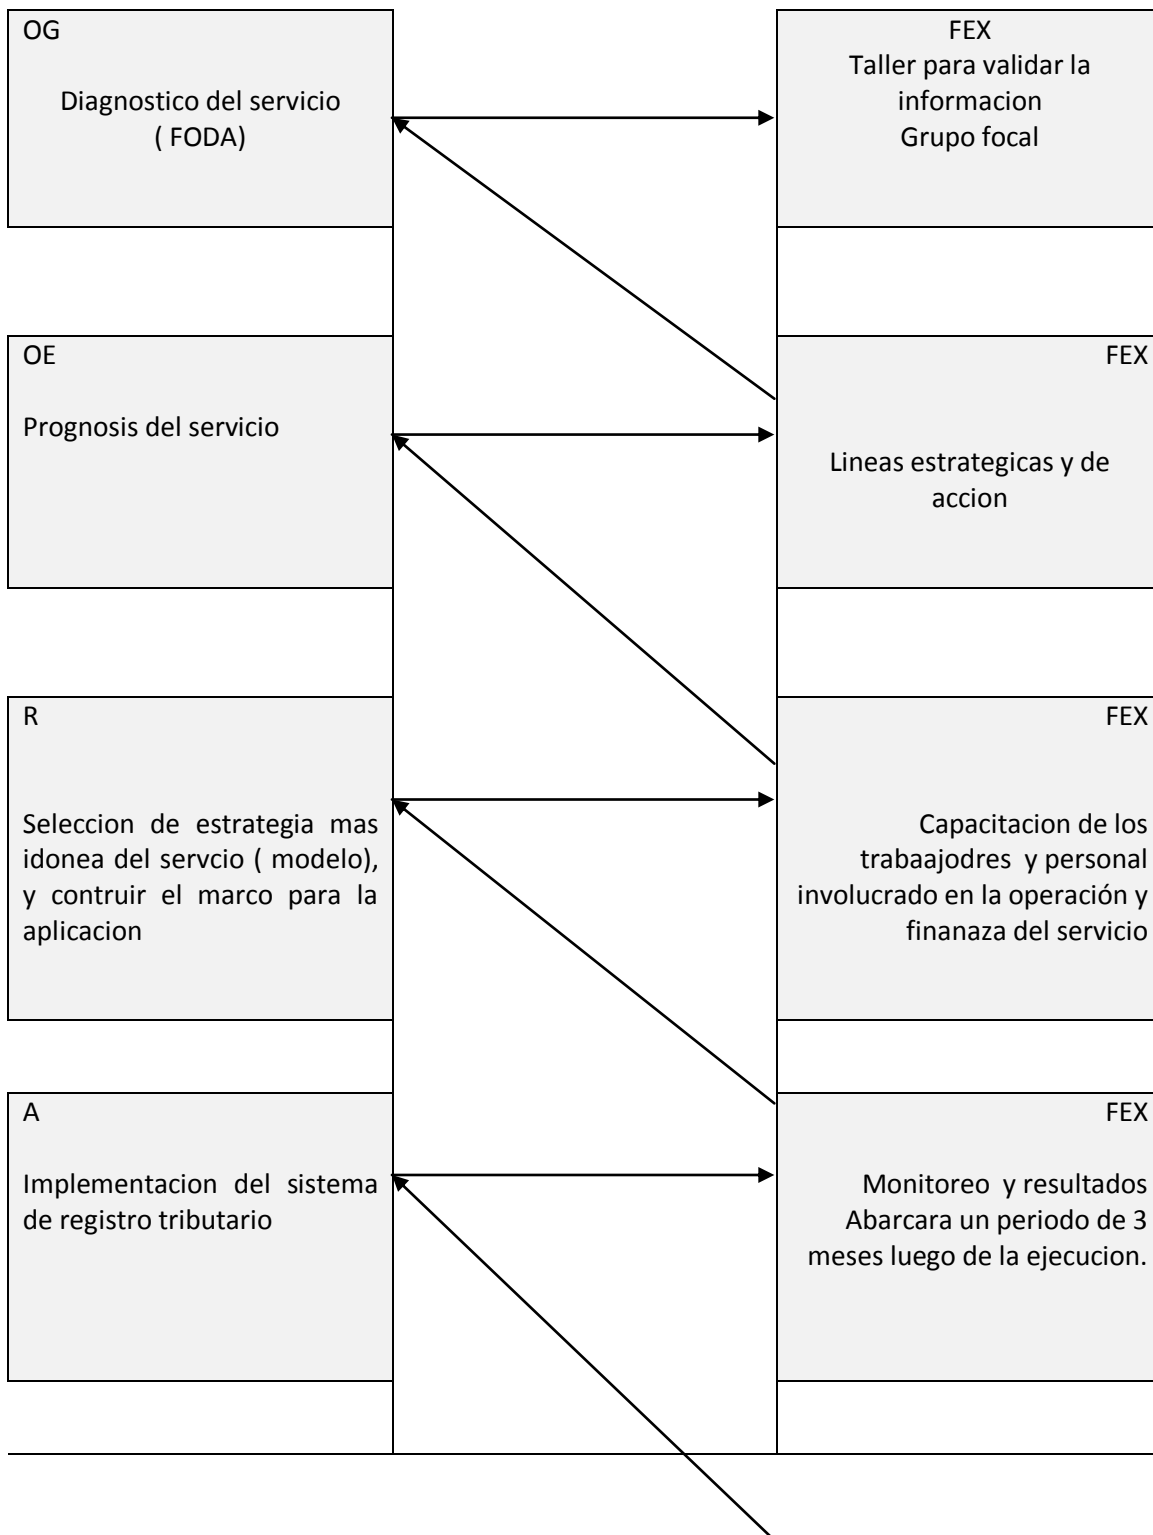 OG
Diagnostico del servicio
( FODA)
FEX
Taller para validar la
informacion
Grupo focal
OE
Prognosis del servicio
FEX
Lineas estrategicas y de
accion
R
Seleccion de estrategia mas
idonea del servcio ( modelo),
y contruir el marco para la
aplicacion
FEX
Capacitacion de los
trabaajodres y personal
involucrado en la operación y
finanaza del servicio
A
Implementacion del sistema
de registro tributario
FEX
Monitoreo y resultados
Abarcara un periodo de 3
meses luego de la ejecucion.